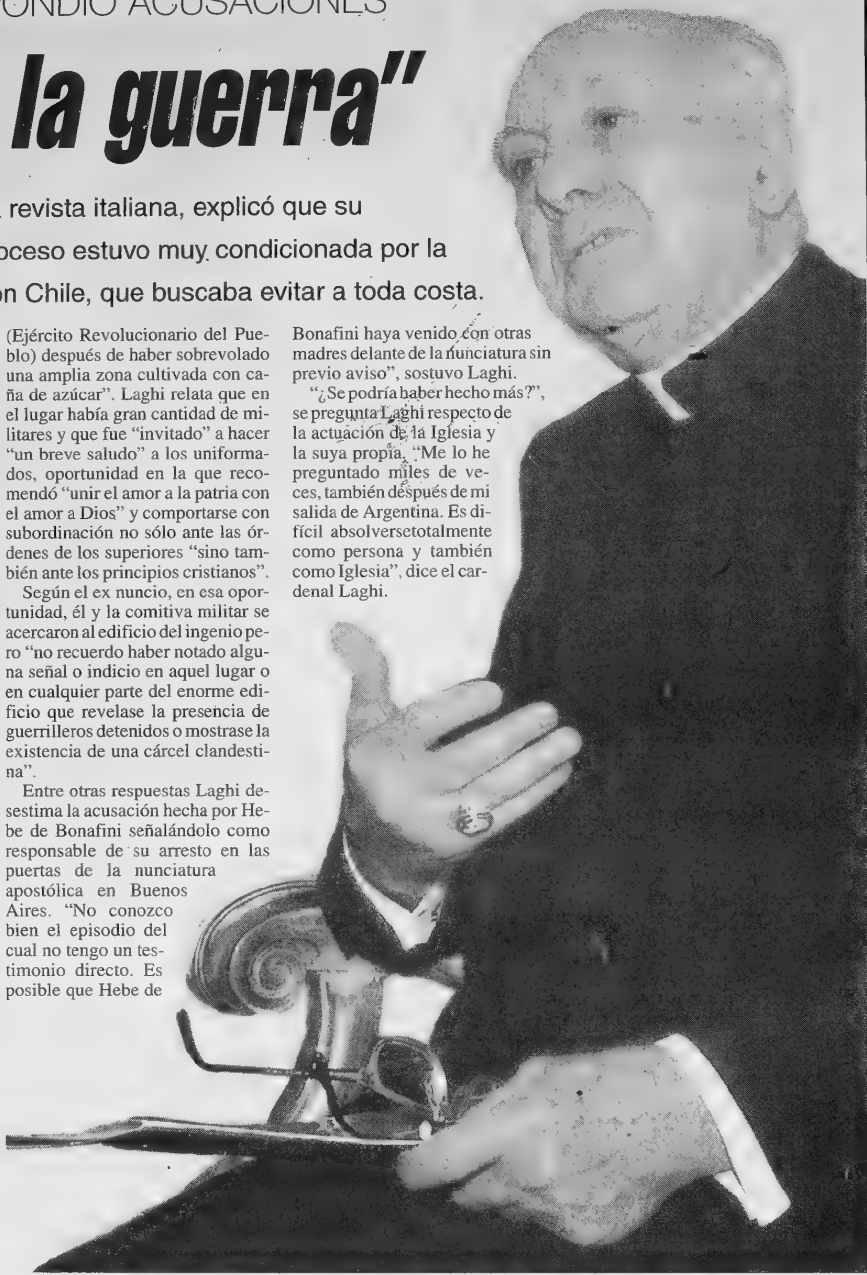 ONDIO ACUSACIONES
la guerra”
revista italiana, explicó que su
oceso estuvo muy condicionada por la
on Chile, que buscaba evitar a toda costa.
(Ejército Revolucionario del Pue-
blo) después de haber sobrevolado
una amplia zona cultivada con ca-
ña de azúcar”. Laghi relata que en
el lugar había gran cantidad de mi-
litares y que fue “invitado” a hacer
“un breve saludo” a los uniforma-
dos, oportunidad en la que reco-
mendó “unir el amor a la patria con
el amor a Dios” y comportarse con
subordinación no sólo ante las ór-
denes de los superiores “sino tam-
bién ante los principios cristianos”.
Según el ex nuncio, en esa opor-
tunidad, él y la comitiva militar se
acercaron al edificio del ingenio pe-
ro “no recuerdo haber notado algu-
na señal o indicio en aquel lugar o
en cualquier parte del enorme edi-
ficio que revelase la presencia de
guerrilleros detenidos o mostrase la
existencia de una cárcel clandesti-
na”.
Entre otras respuestas Laghi de-
sestima la acusación hecha por He-
be de Bonafini señalándolo como
responsable de su arresto en las
puertas de la nunciatura
apostólica en Buenos
Aires. “No conozco
bien el episodio del
cual no tengo un tes-
timonio directo. Es
posible que Hebe de
Bonafini haya venido con otras
madres delante de la nunciatura sin
previo aviso”, sostuvo Laghi.
“¿Se podría haber hecho más?”,
se pregunta Laghi respecto de
la actuación de la Iglesia y
la suya propia. “Me lo he
preguntado miles de ve-
ces, también después de mi
salida de Argentina. Es di-
fícil absolversetotalmente
como persona y también
como Iglesia”, dice el car-
denal Laghi.